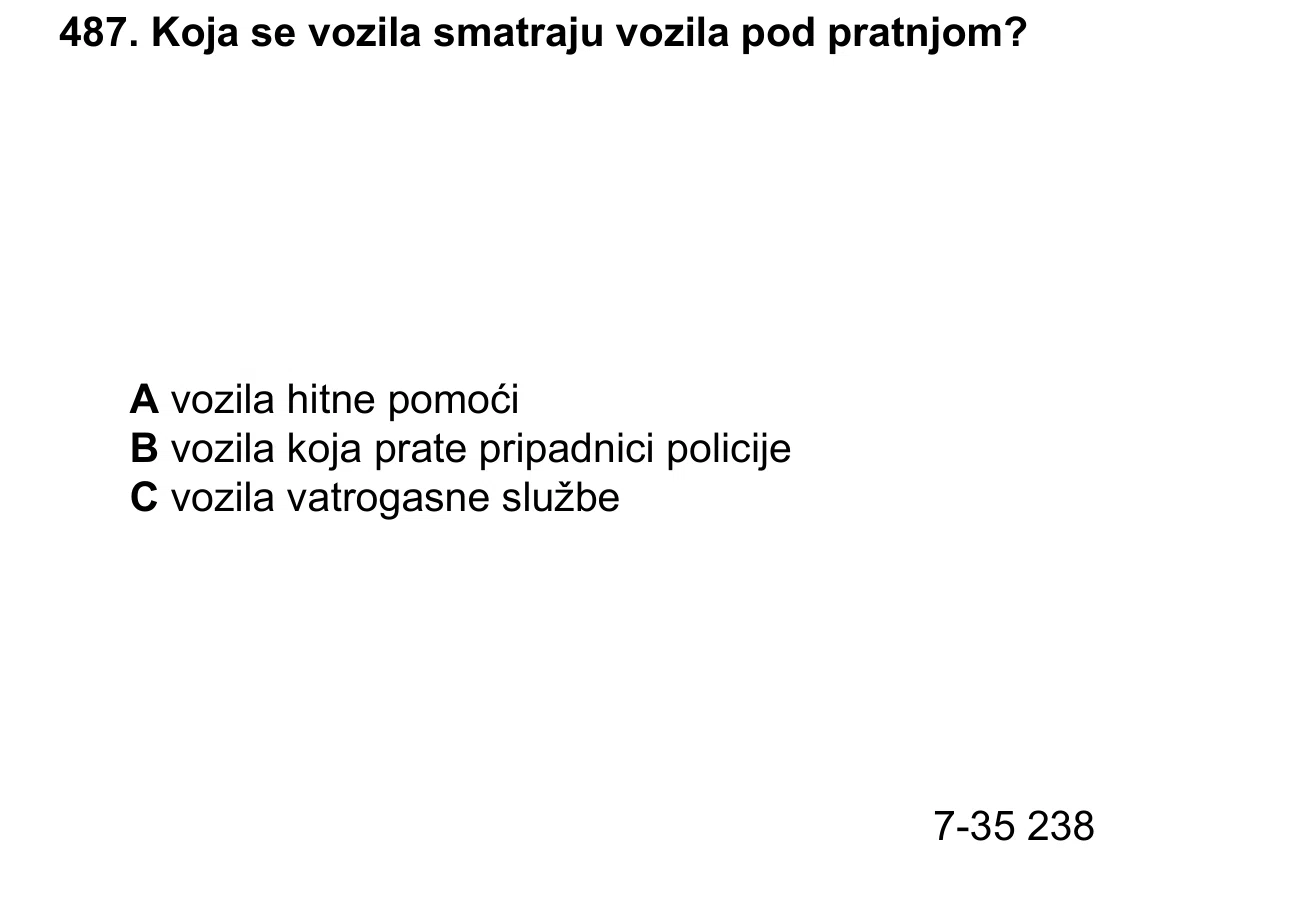 487. Koja se vozila smatraju vozila pod pratnjom?
A vozila hitne pomoći
B vozila koja prate pripadnici policije
C vozila vatrogasne službe
7-35 238